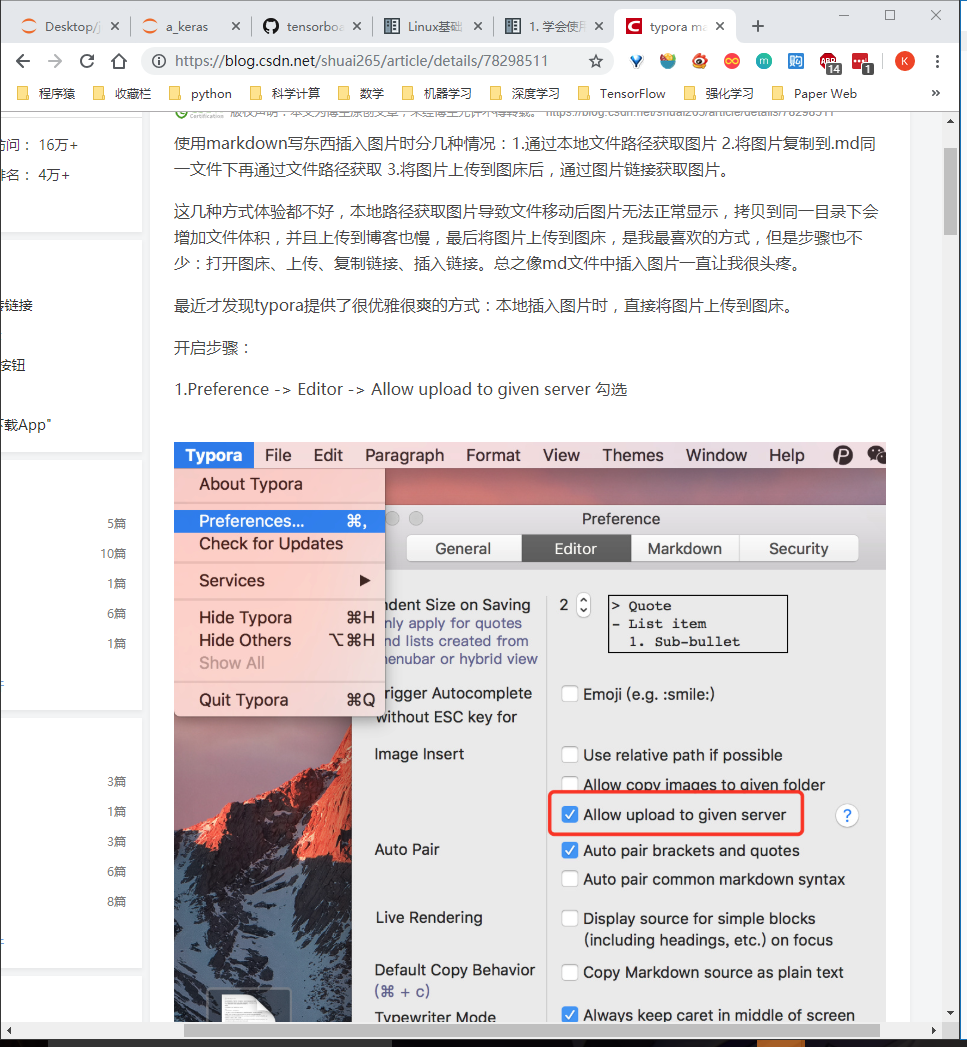 Desktop/j
a_keras
tensorboa
Linux基础
1. 学会使用
typora ma
https://blog.csdn.net/shuai265/article/details/78298511
ABP
14
1
K
程序猿
收藏栏
python
科学计算
数学
机器学习
深度学习
TensorFlow
强化学习
Paper Web
»
版权声明：本文为博主原创文章，未经博主允许不得转载。 https://blog.csdn.net/shuai265/article/details/78298511
访问： 16万+
排名： 4万+
链接
按钮
下载App"
5篇
10篇
1篇
6篇
1篇
3篇
1篇
3篇
6篇
8篇
使用markdown写东西插入图片时分几种情况：1.通过本地文件路径获取图片 2.将图片复制到.md同
一文件下再通过文件路径获取 3.将图片上传到图床后，通过图片链接获取图片。
这几种方式体验都不好，本地路径获取图片导致文件移动后图片无法正常显示，拷贝到同一目录下会
增加文件体积，并且上传到博客也慢，最后将图片上传到图床，是我最喜欢的方式，但是步骤也不
少：打开图床、上传、复制链接、插入链接。总之像md文件中插入图片一直让我很头疼。
最近才发现typora提供了很优雅很爽的方式：本地插入图片时，直接将图片上传到图床。
开启步骤：
1.Preference -> Editor -> Allow upload to given server 勾选
Typora File Edit Paragraph Format View Themes Window Help
About Typora
Preferences... ⌘,
Check for Updates
Services ▶
Hide Typora ⌘H
Hide Others ⌥⌘H
Show All
Quit Typora ⌘Q
Preference
General Editor Markdown Security
ndent Size on Saving
nly apply for quotes
nd lists created from
nenubar or hybrid view
2
> Quote
- List item
1. Sub-bullet
rigger Autocomplete
without ESC key for
Emoji (e.g. :smile:)
Image Insert
Use relative path if possible
Allow copy images to given folder
Allow upload to given server
?
Auto Pair
Auto pair brackets and quotes
Auto pair common markdown syntax
Live Rendering
Display source for simple blocks
(including headings, etc.) on focus
Default Copy Behavior
(⌘ + c)
Copy Markdown source as plain text
Typewriter Mode
Always keep caret in middle of screen